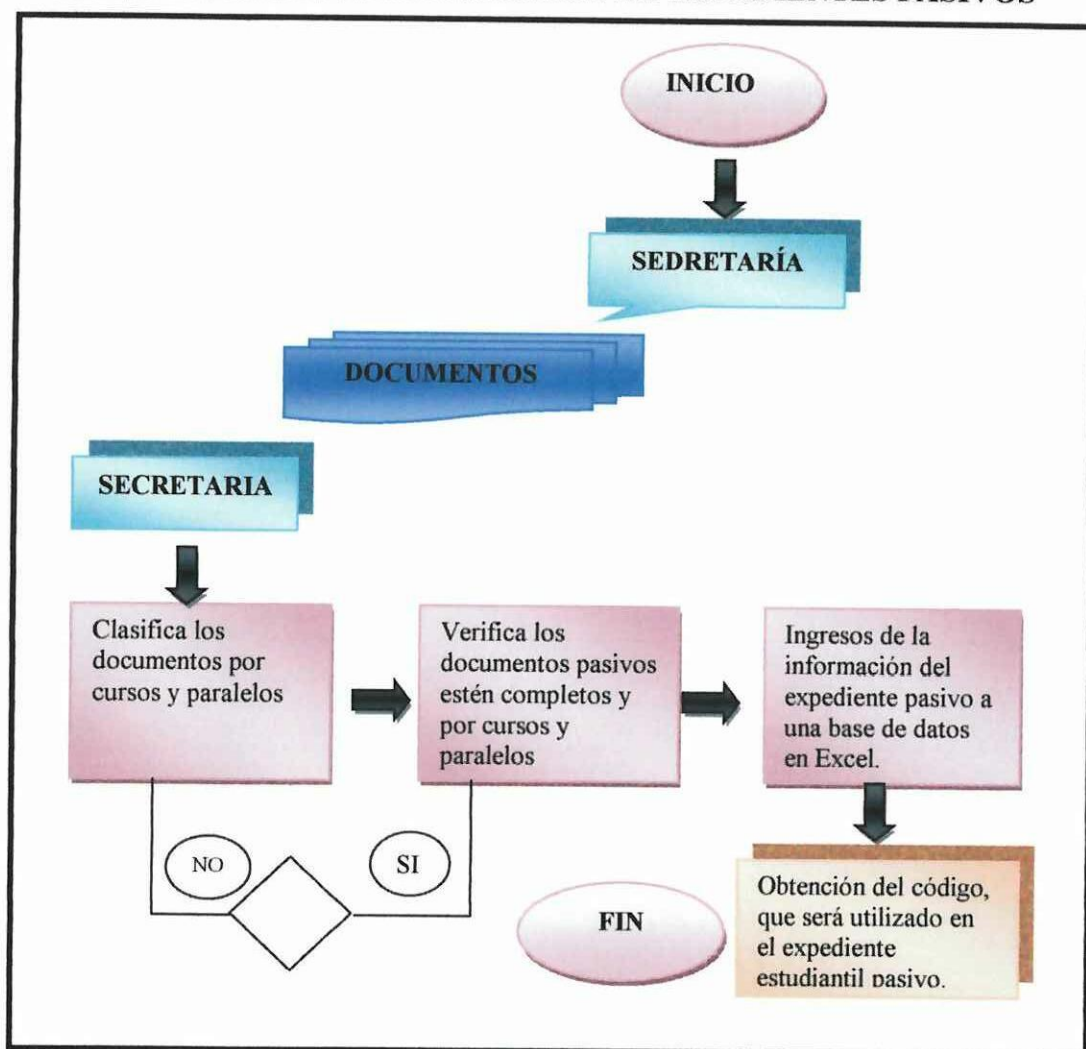 PASIVOS
INICIO
SEDRETARÍA
DOCUMENTOS
SECRETARIA
Clasifica los
documentos por
cursos y paralelos
Verifica los
documentos pasivos
estén completos y
por cursos y
paralelos
Ingresos de la
información del
expediente pasivo a
una base de datos
en Excel.
NO
SI
FIN
Obtención del código,
que será utilizado en
el expediente
estudiantil pasivo.